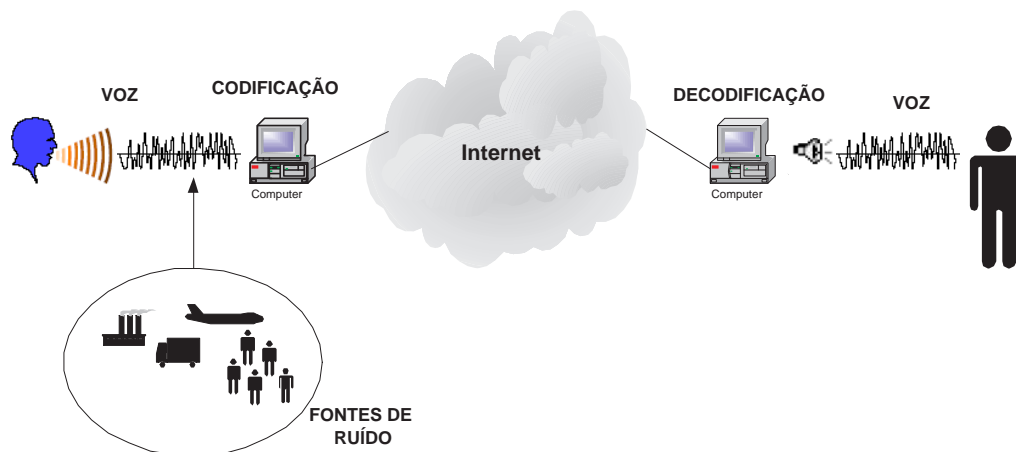 VOZ
CODIFICAÇÃO
Computer
Internet
DECODIFICAÇÃO
Computer
VOZ
FONTES DE
RUÍDO